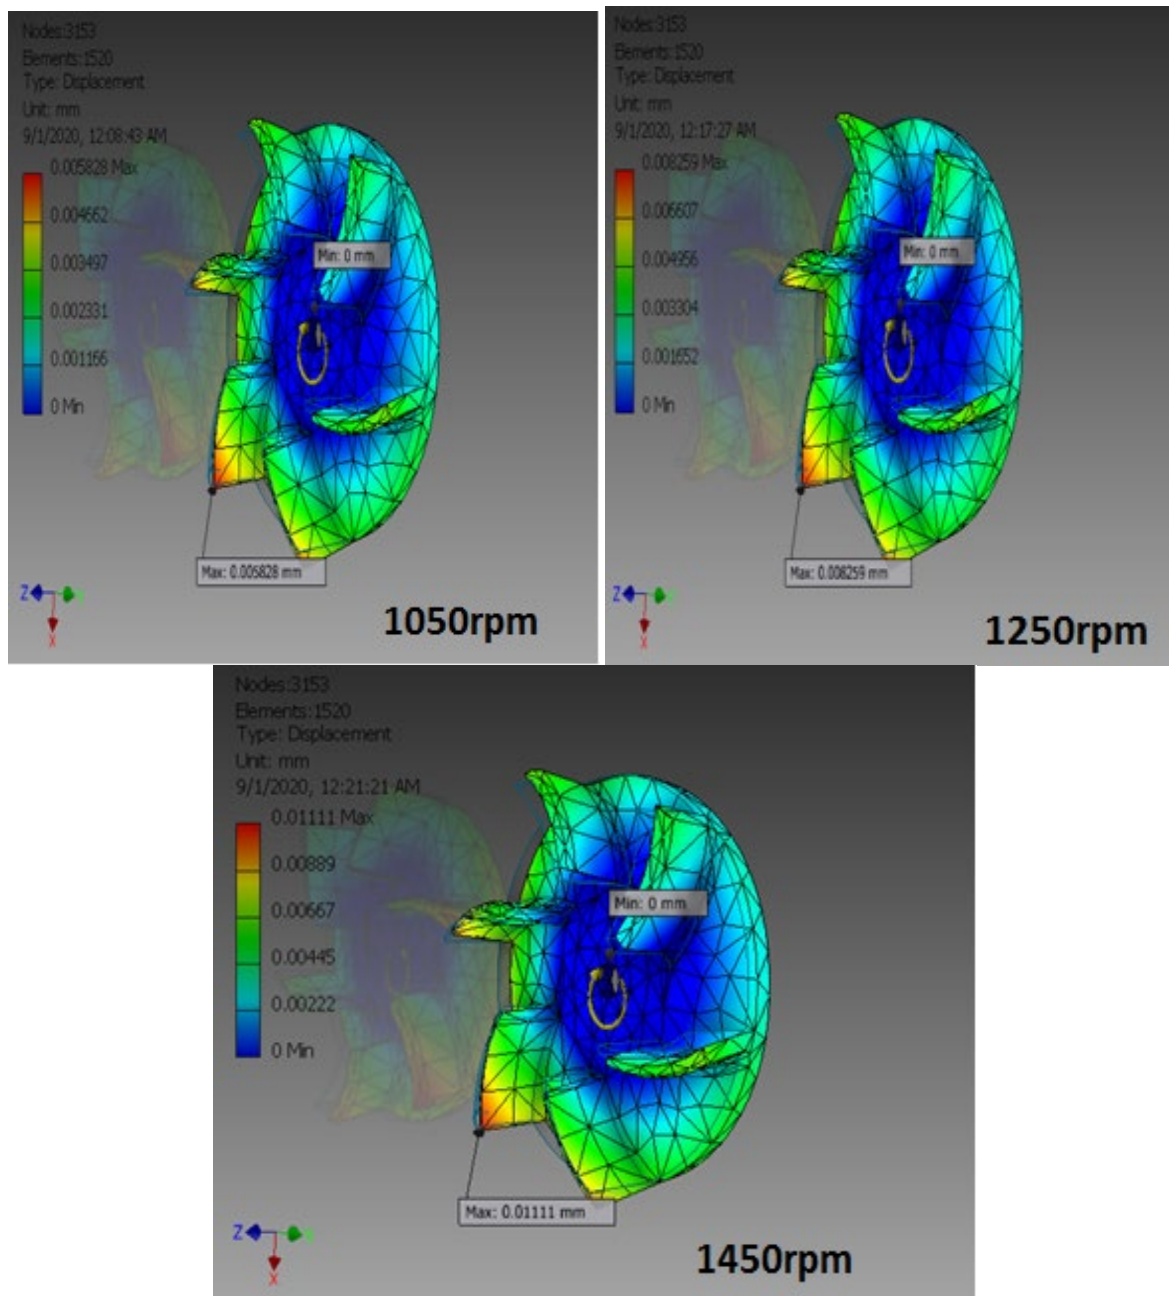 Nodes:3153
Elements:1520
Type: Displacement
Unit: mm
9/1/2020, 12:08:43 AM
0.005828 Max
0.004662
0.003497
0.002331
0.001166
0 Min
Min: 0 mm
Max: 0.005828 mm
Z
X
1050rpm
Nodes:3153
Elements:1520
Type: Displacement
Unit: mm
9/1/2020, 12:17:27 AM
0.008259 Max
0.006607
0.004956
0.003304
0.001652
0 Min
Min: 0 mm
Max: 0.008259 mm
Z
X
1250rpm
Nodes:3153
Elements:1520
Type: Displacement
Unit: mm
9/1/2020, 12:21:21 AM
0.01111 Max
0.00889
0.00667
0.00445
0.00222
0 Min
Min: 0 mm
Max: 0.01111 mm
Z
X
1450rpm